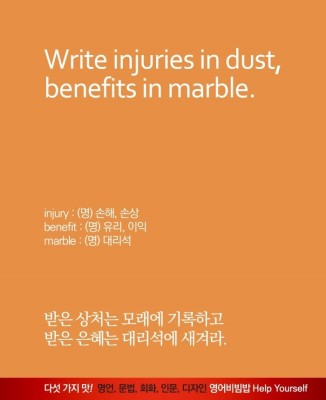 Write injuries in dust,
benefits in marble.
injury : (명) 손해, 손상
benefit : (명) 유리, 이익
marble : (명) 대리석
받은 상처는 모래에 기록하고
받은 은혜는 대리석에 새겨라.
다섯 가지 맛! 명언, 문법, 회화, 인문, 디자인 영어비빔밥 Help Yourself